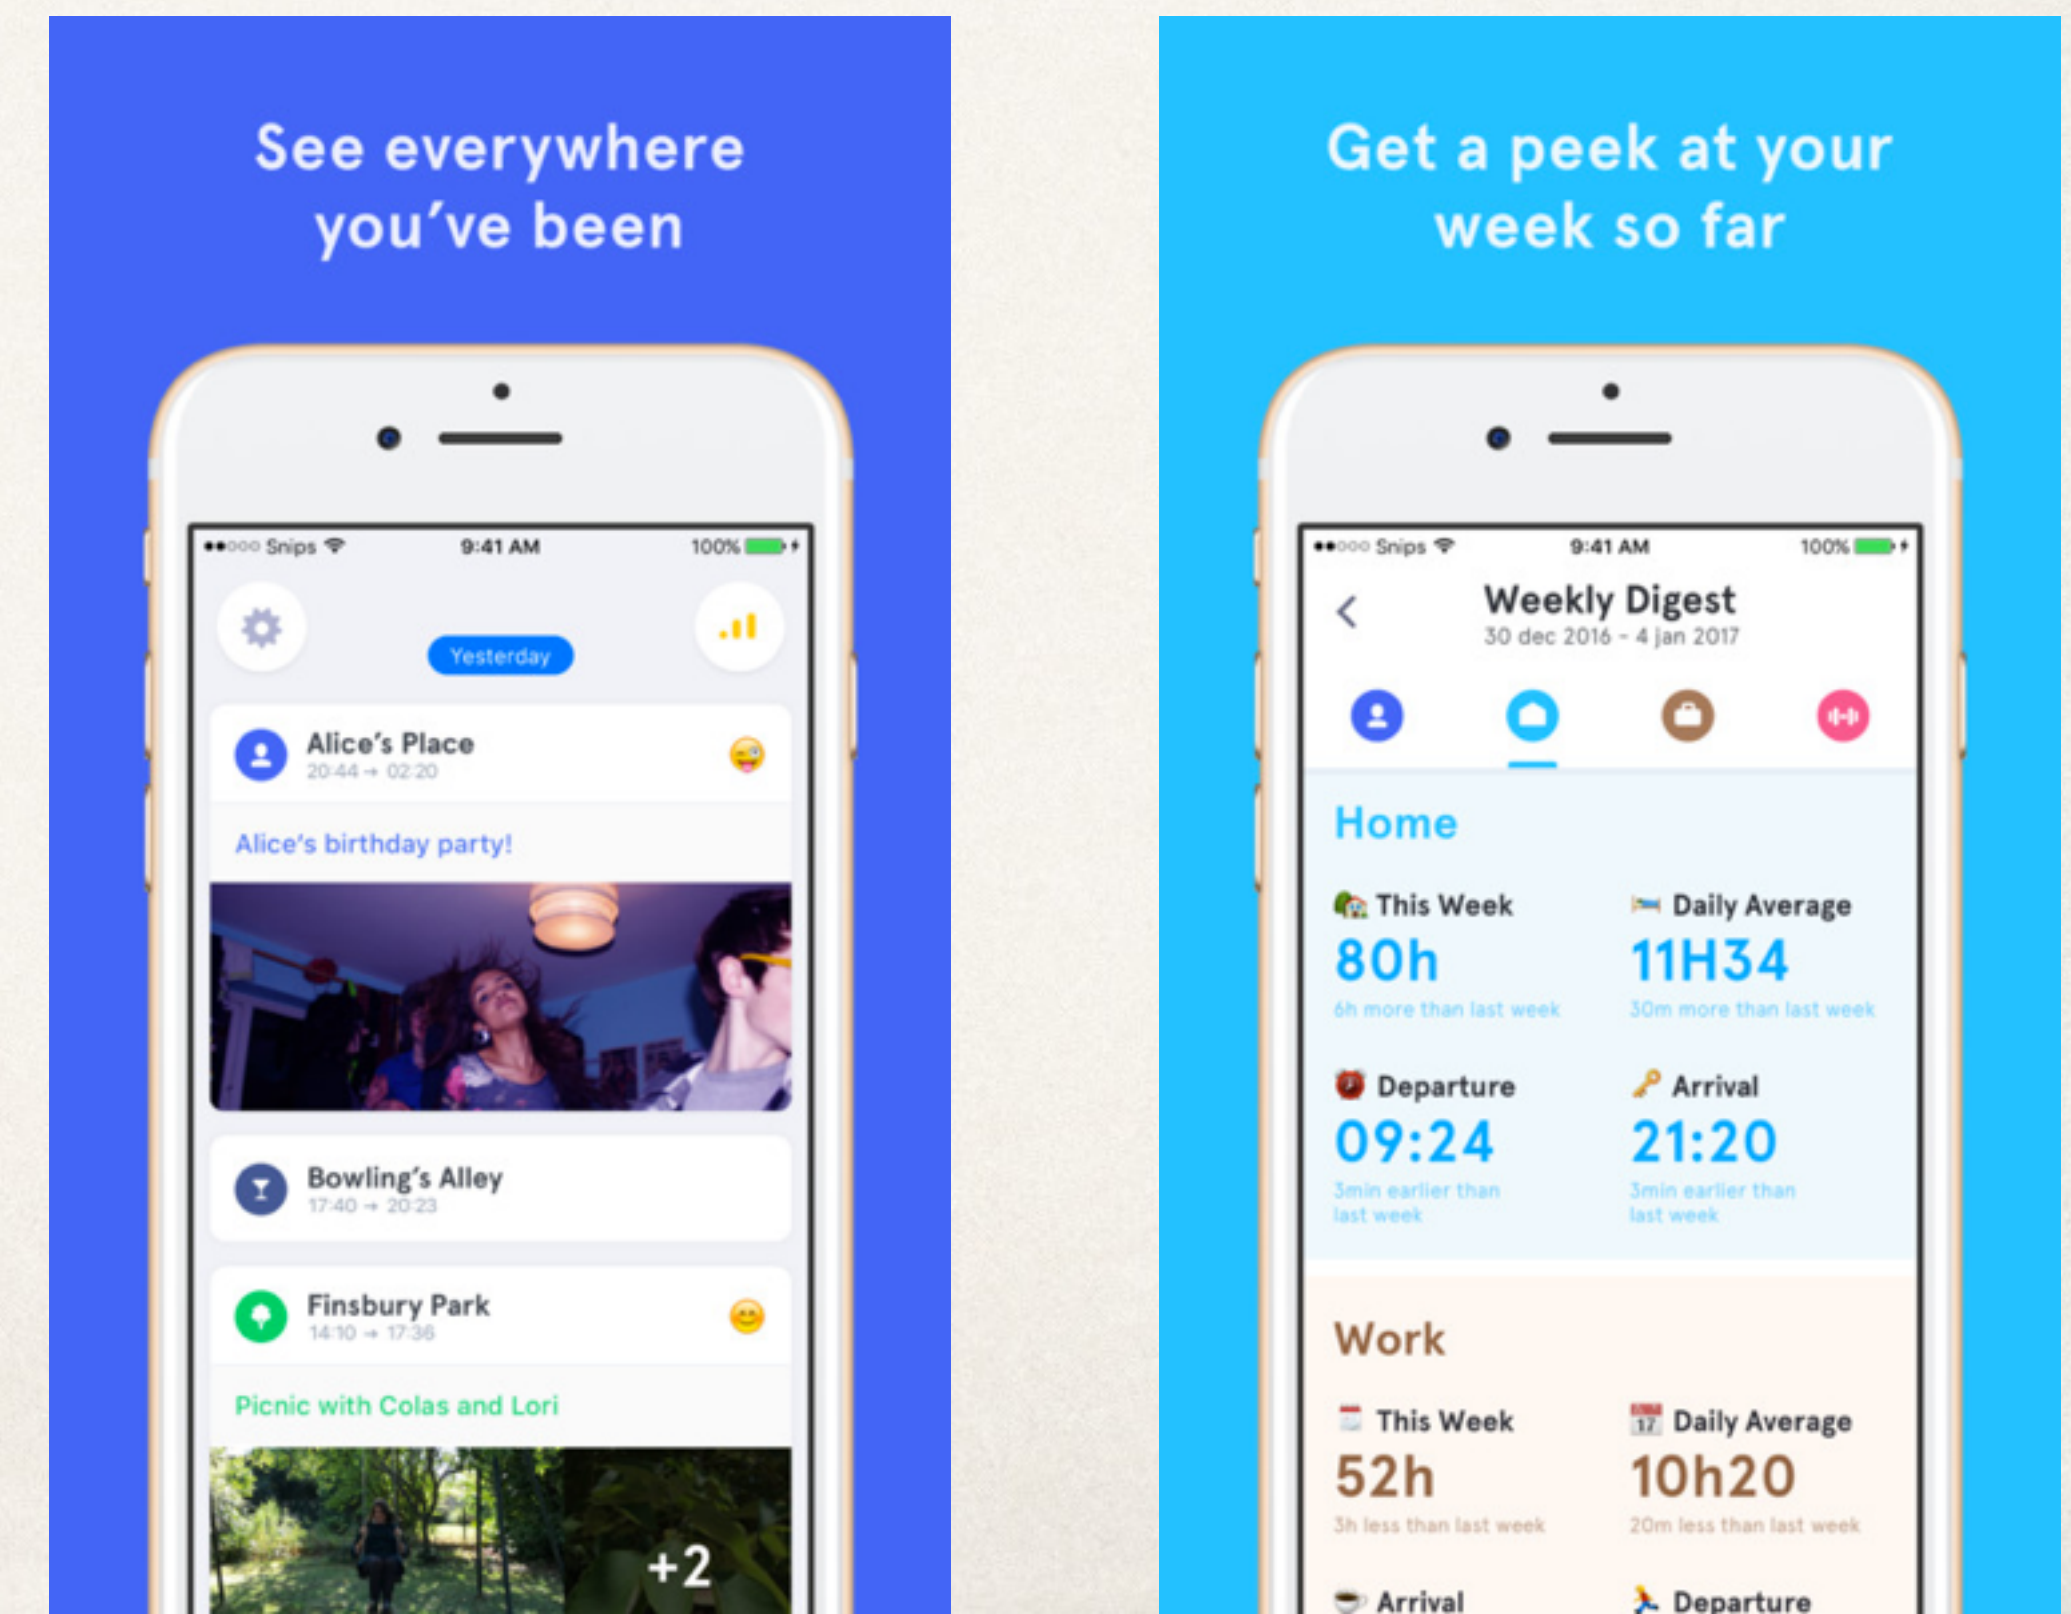 See everywhere
you've been
Snips
9:41 AM
100%
Yesterday
Alice's Place
20:44 → 02:20
Alice's birthday party!
Bowling's Alley
17:40 → 20:23
Finsbury Park
14:10 → 17:36
Picnic with Colas and Lori
+2
Get a peek at your
week so far
Snips
9:41 AM
100%
Weekly Digest
30 dec 2016 - 4 jan 2017
Home
This Week
Daily Average
80h
11H34
6h more than last week
30m more than last week
Departure
Arrival
09:24
21:20
3min earlier than
last week
3min earlier than
last week
Work
This Week
17
Daily Average
52h
10h20
3h less than last week
20m less than last week
Arrival
Departure